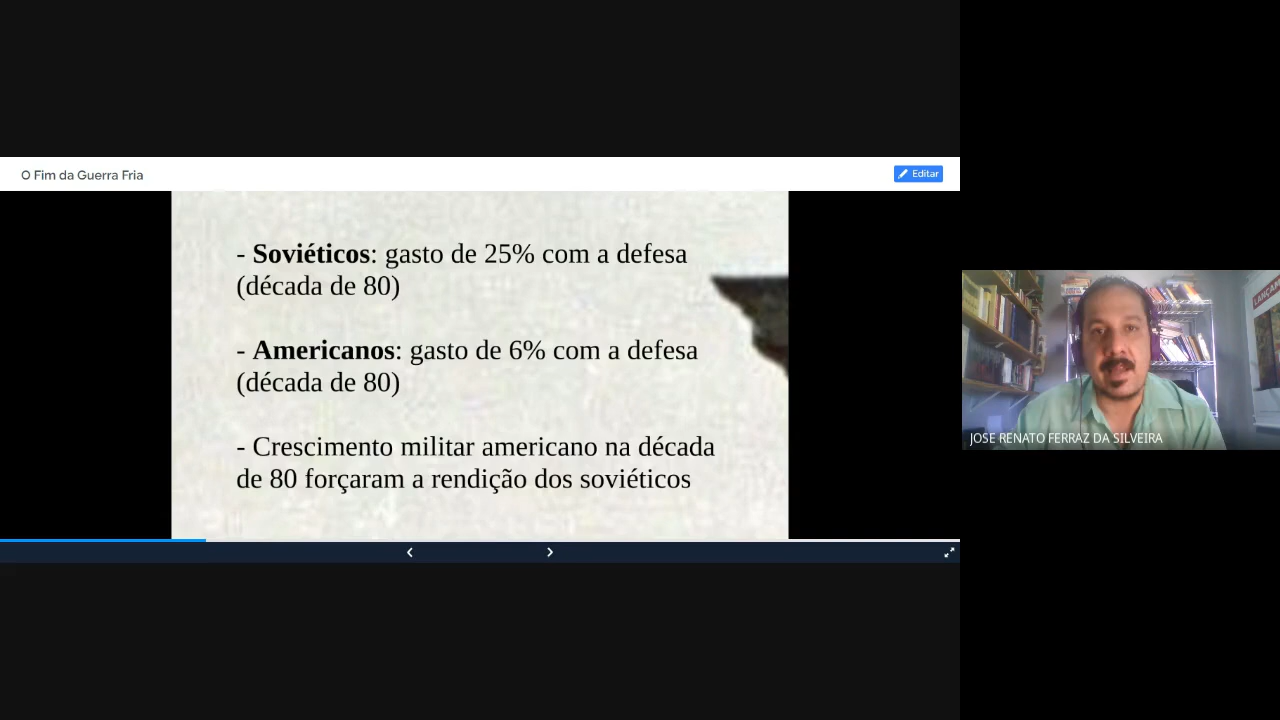 O Fim da Guerra Fria
Editar
- Soviéticos: gasto de 25% com a defesa
(década de 80)
- Americanos: gasto de 6% com a defesa
(década de 80)
- Crescimento militar americano na década
de 80 forçaram a rendição dos soviéticos
LANÇAM
JOSE RENATO FERRAZ DA SILVEIRA